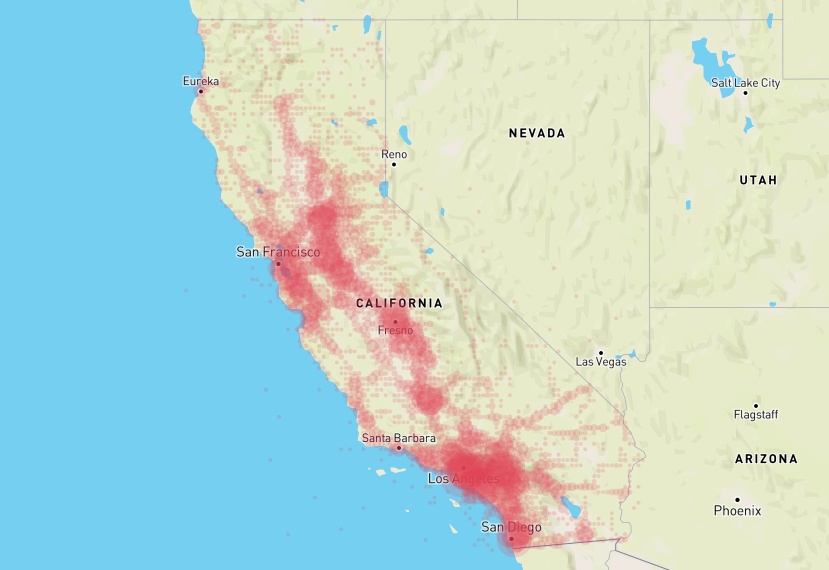 Eureka
Salt Lake City
NEVADA
Reno
UTAH
San Francisco
CALIFORNIA
Fresno
Las Vegas
Flagstaff
Santa Barbara
ARIZONA
Los Angeles
Phoenix
San Diego